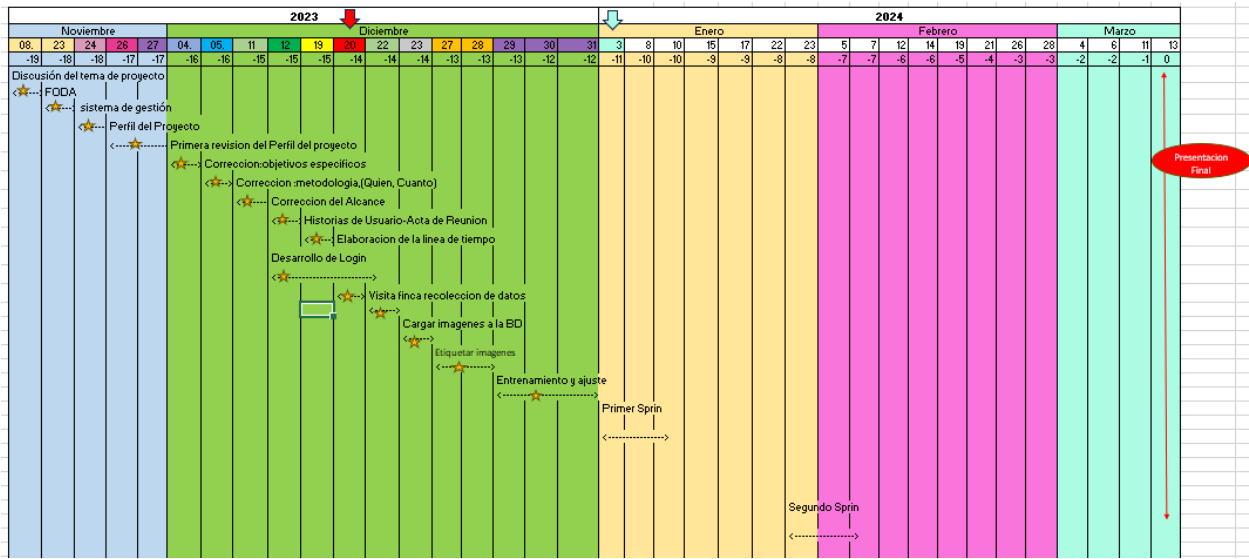 2023 2024
Noviembre Diciembre Enero Febrero Marzo
08. 23 24 26 27 04. 05. 11 12 19 20 22 23 27 28 29 30 31 3 8 10 15 17 22 23 5 7 12 14 19 21 26 28 4 6 11 13
-19 -19 -18 -17 -17 -16 -16 -15 -15 -15 -14 -14 -14 -13 -13 -13 -12 -12 -11 -10 -10 -9 -9 -8 -8 -7 -7 -6 -6 -5 -4 -4 -3 -2 -2 -1 0
Discusión del tema de proyecto
FODA
sistema de gestión
Perfil del Proyecto
Primera revision del Perfil del proyecto
Correccion:objetivos especificos
Correccion :metodologia,(Quien, Cuanto)
Correccion del Alcance
Historias de Usuario-Acta de Reunion
Elaboracion de la linea de tiempo
Desarrollo de Login
Visita finca recoleccion de datos
Cargar imagenes a la BD
Etiquetar imagenes
Entrenamiento y ajuste
Primer Sprin
Segundo Sprin
Presentacion
Final